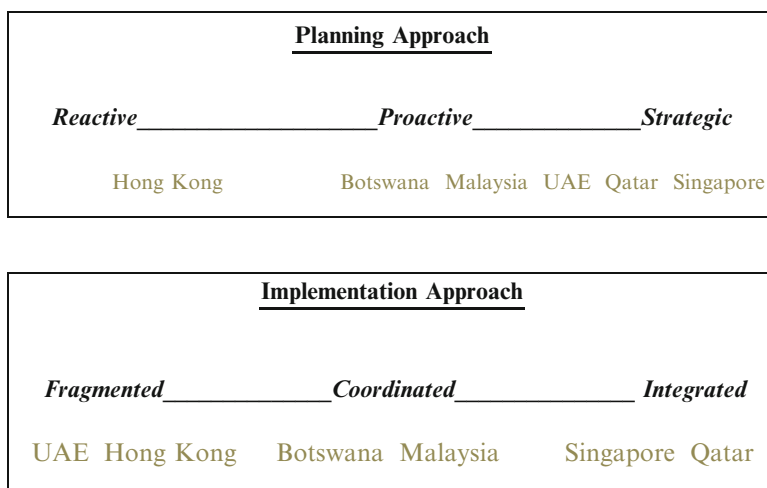 Planning Approach
Reactive____________________Proactive______________Strategic
Hong Kong Botswana Malaysia UAE Qatar Singapore
Implementation Approach
Fragmented______________Coordinated_______________ Integrated
UAE Hong Kong Botswana Malaysia Singapore Qatar